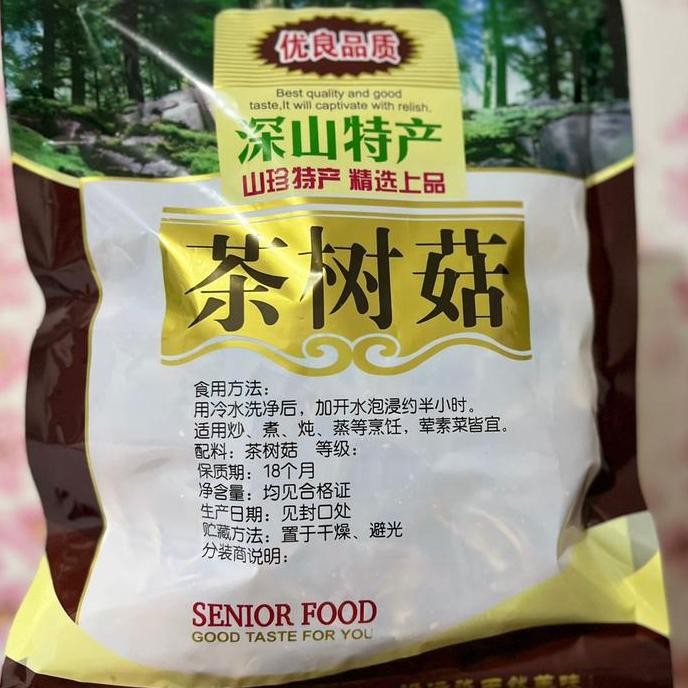 优良品质
Best quality and good
taste,It will captivate with relish.
深山特产
山珍特产 精选上品
茶树菇
食用方法:
用冷水洗净后，加开水泡浸约半小时。
适用炒、煮、炖、蒸等烹饪，荤素菜皆宜。
配料: 茶树菇 等级:
保质期: 18个月
净含量: 均见合格证
生产日期: 见封口处
贮藏方法: 置于干燥、避光
分装商说明:
SENIOR FOOD
GOOD TASTE FOR YOU